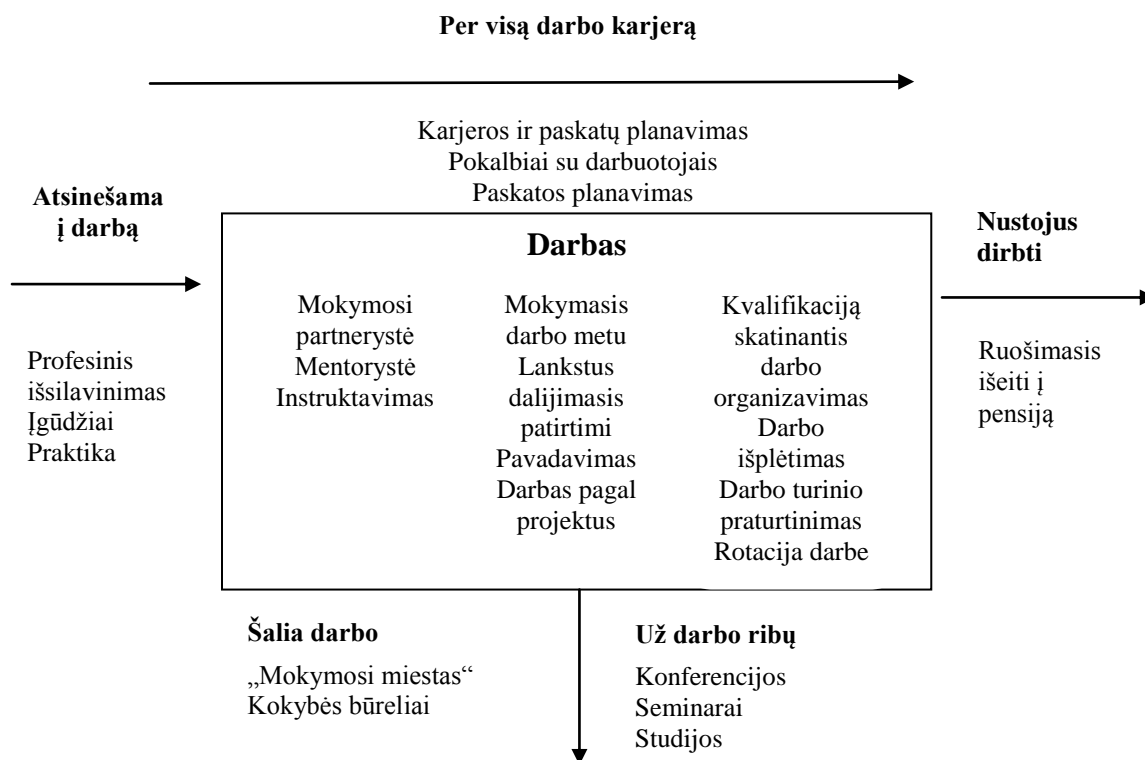 Per visą darbo karjerą
Karjeros ir paskatų planavimas
Pokalbiai su darbuotojais
Paskatos planavimas
Atsinešama
į darbą
Profesinis
išsilavinimas
Įgūdžiai
Praktika
Darbas
Mokymosi
partnerystė
Mentorystė
Instruktavimas
Mokymasis
darbo metu
Lankstus
dalijimasis
patirtimi
Pavadavimas
Darbas pagal
projektus
Kvalifikaciją
skatinantis
darbo
organizavimas
Darbo
išplėtimas
Darbo turinio
praturtinimas
Rotacija darbe
Nustojus
dirbti
Ruošimasis
išeiti į
pensiją
Šalia darbo
„Mokymosi miestas“
Kokybės būreliai
Už darbo ribų
Konferencijos
Seminarai
Studijos